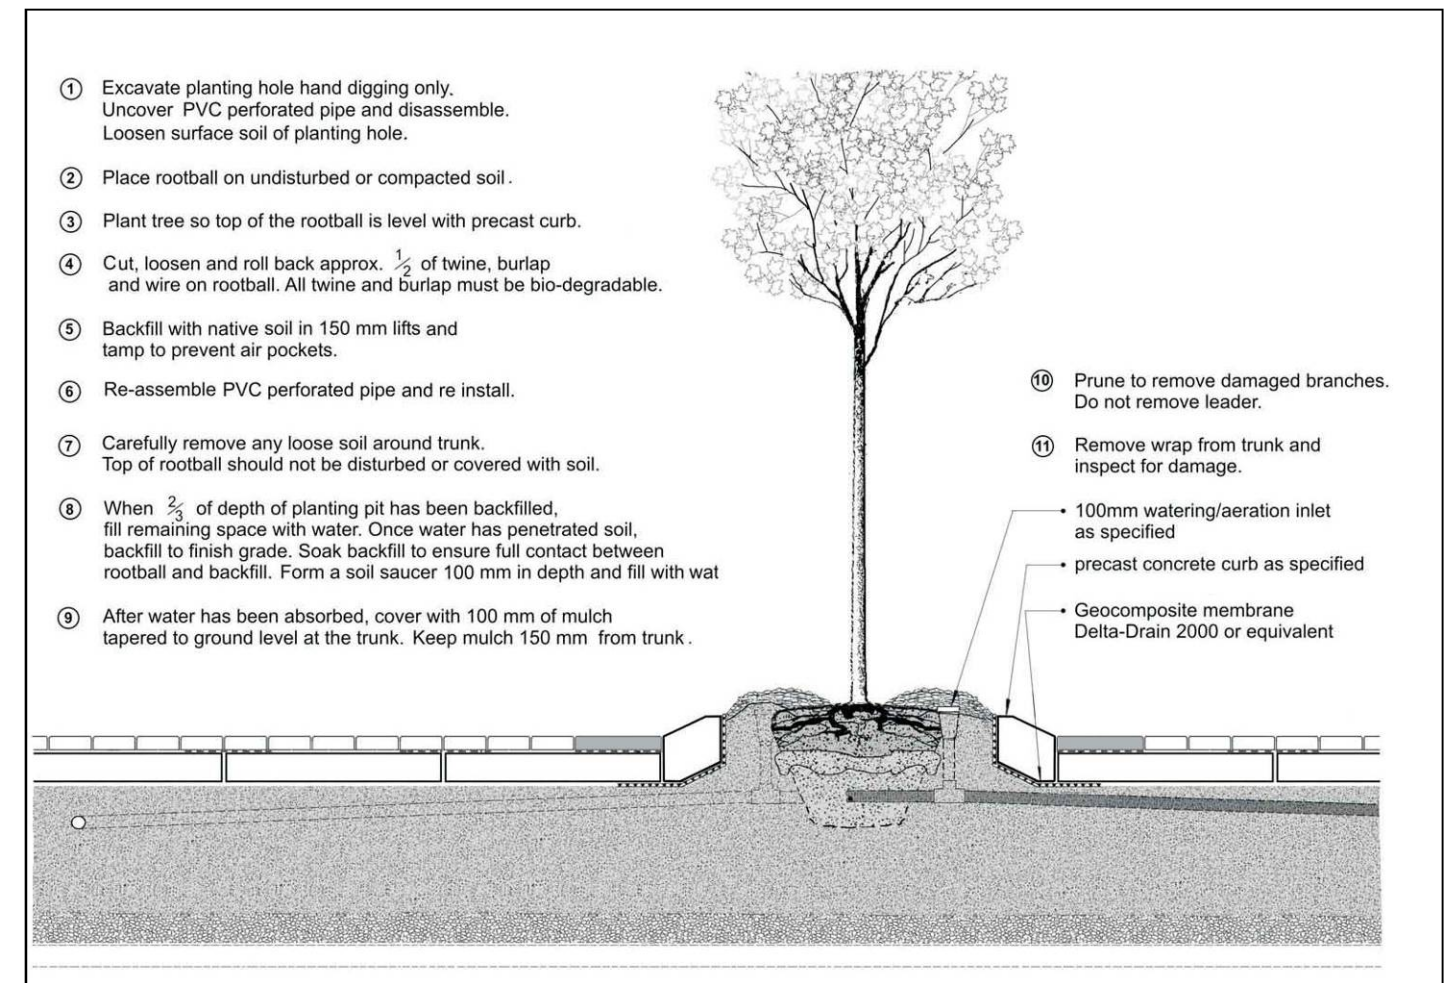 ① Excavate planting hole hand digging only.
Uncover PVC perforated pipe and disassemble.
Loosen surface soil of planting hole.
② Place rootball on undisturbed or compacted soil.
③ Plant tree so top of the rootball is level with precast curb.
④ Cut, loosen and roll back approx. 1/2 of twine, burlap
and wire on rootball. All twine and burlap must be bio-degradable.
⑤ Backfill with native soil in 150 mm lifts and
tamp to prevent air pockets.
⑥ Re-assemble PVC perforated pipe and re install.
⑦ Carefully remove any loose soil around trunk.
Top of rootball should not be disturbed or covered with soil.
⑧ When 2/3 of depth of planting pit has been backfilled,
fill remaining space with water. Once water has penetrated soil,
backfill to finish grade. Soak backfill to ensure full contact between
rootball and backfill. Form a soil saucer 100 mm in depth and fill with wat
⑨ After water has been absorbed, cover with 100 mm of mulch
tapered to ground level at the trunk. Keep mulch 150 mm from trunk.
⑩ Prune to remove damaged branches.
Do not remove leader.
⑪ Remove wrap from trunk and
inspect for damage.
100mm watering/aeration inlet
as specified
precast concrete curb as specified
Geocomposite membrane
Delta-Drain 2000 or equivalent